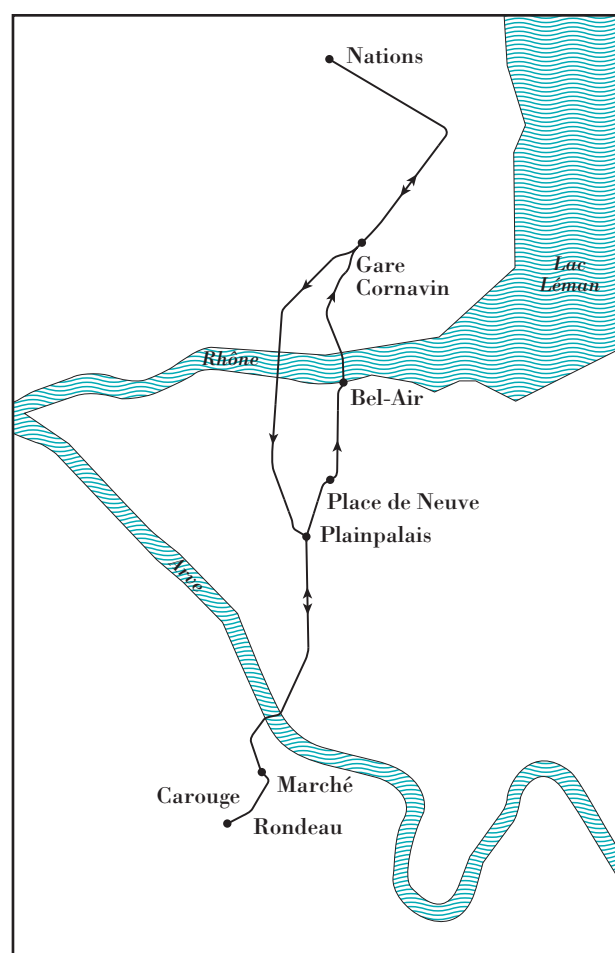 Nations
Gare
Cornavin
Lac
Léman
Rhône
Bel-Air
Place de Neuve
Plainpalais
Arve
Marché
Carouge
Rondeau